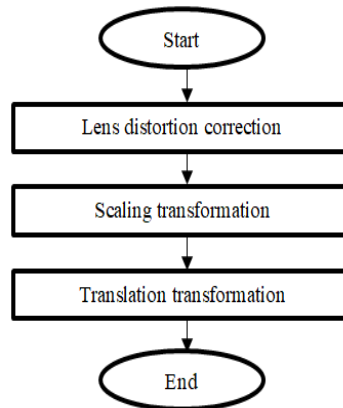 Start
Lens distortion correction
Scaling transformation
Translation transformation
End